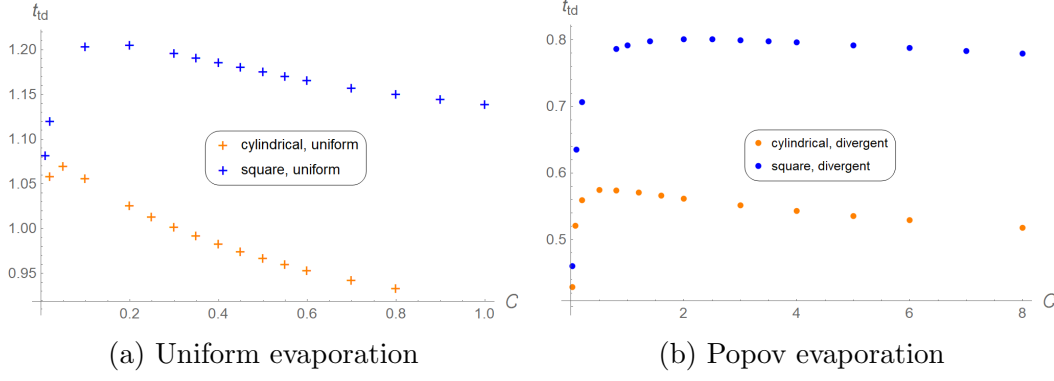 t_td
1.20
1.15
1.10
1.05
1.00
0.95
0.2
0.4
0.6
0.8
1.0
C
cylindrical, uniform
square, uniform
(a) Uniform evaporation
t_td
0.8
0.7
0.6
0.5
2
4
6
8
C
cylindrical, divergent
square, divergent
(b) Popov evaporation